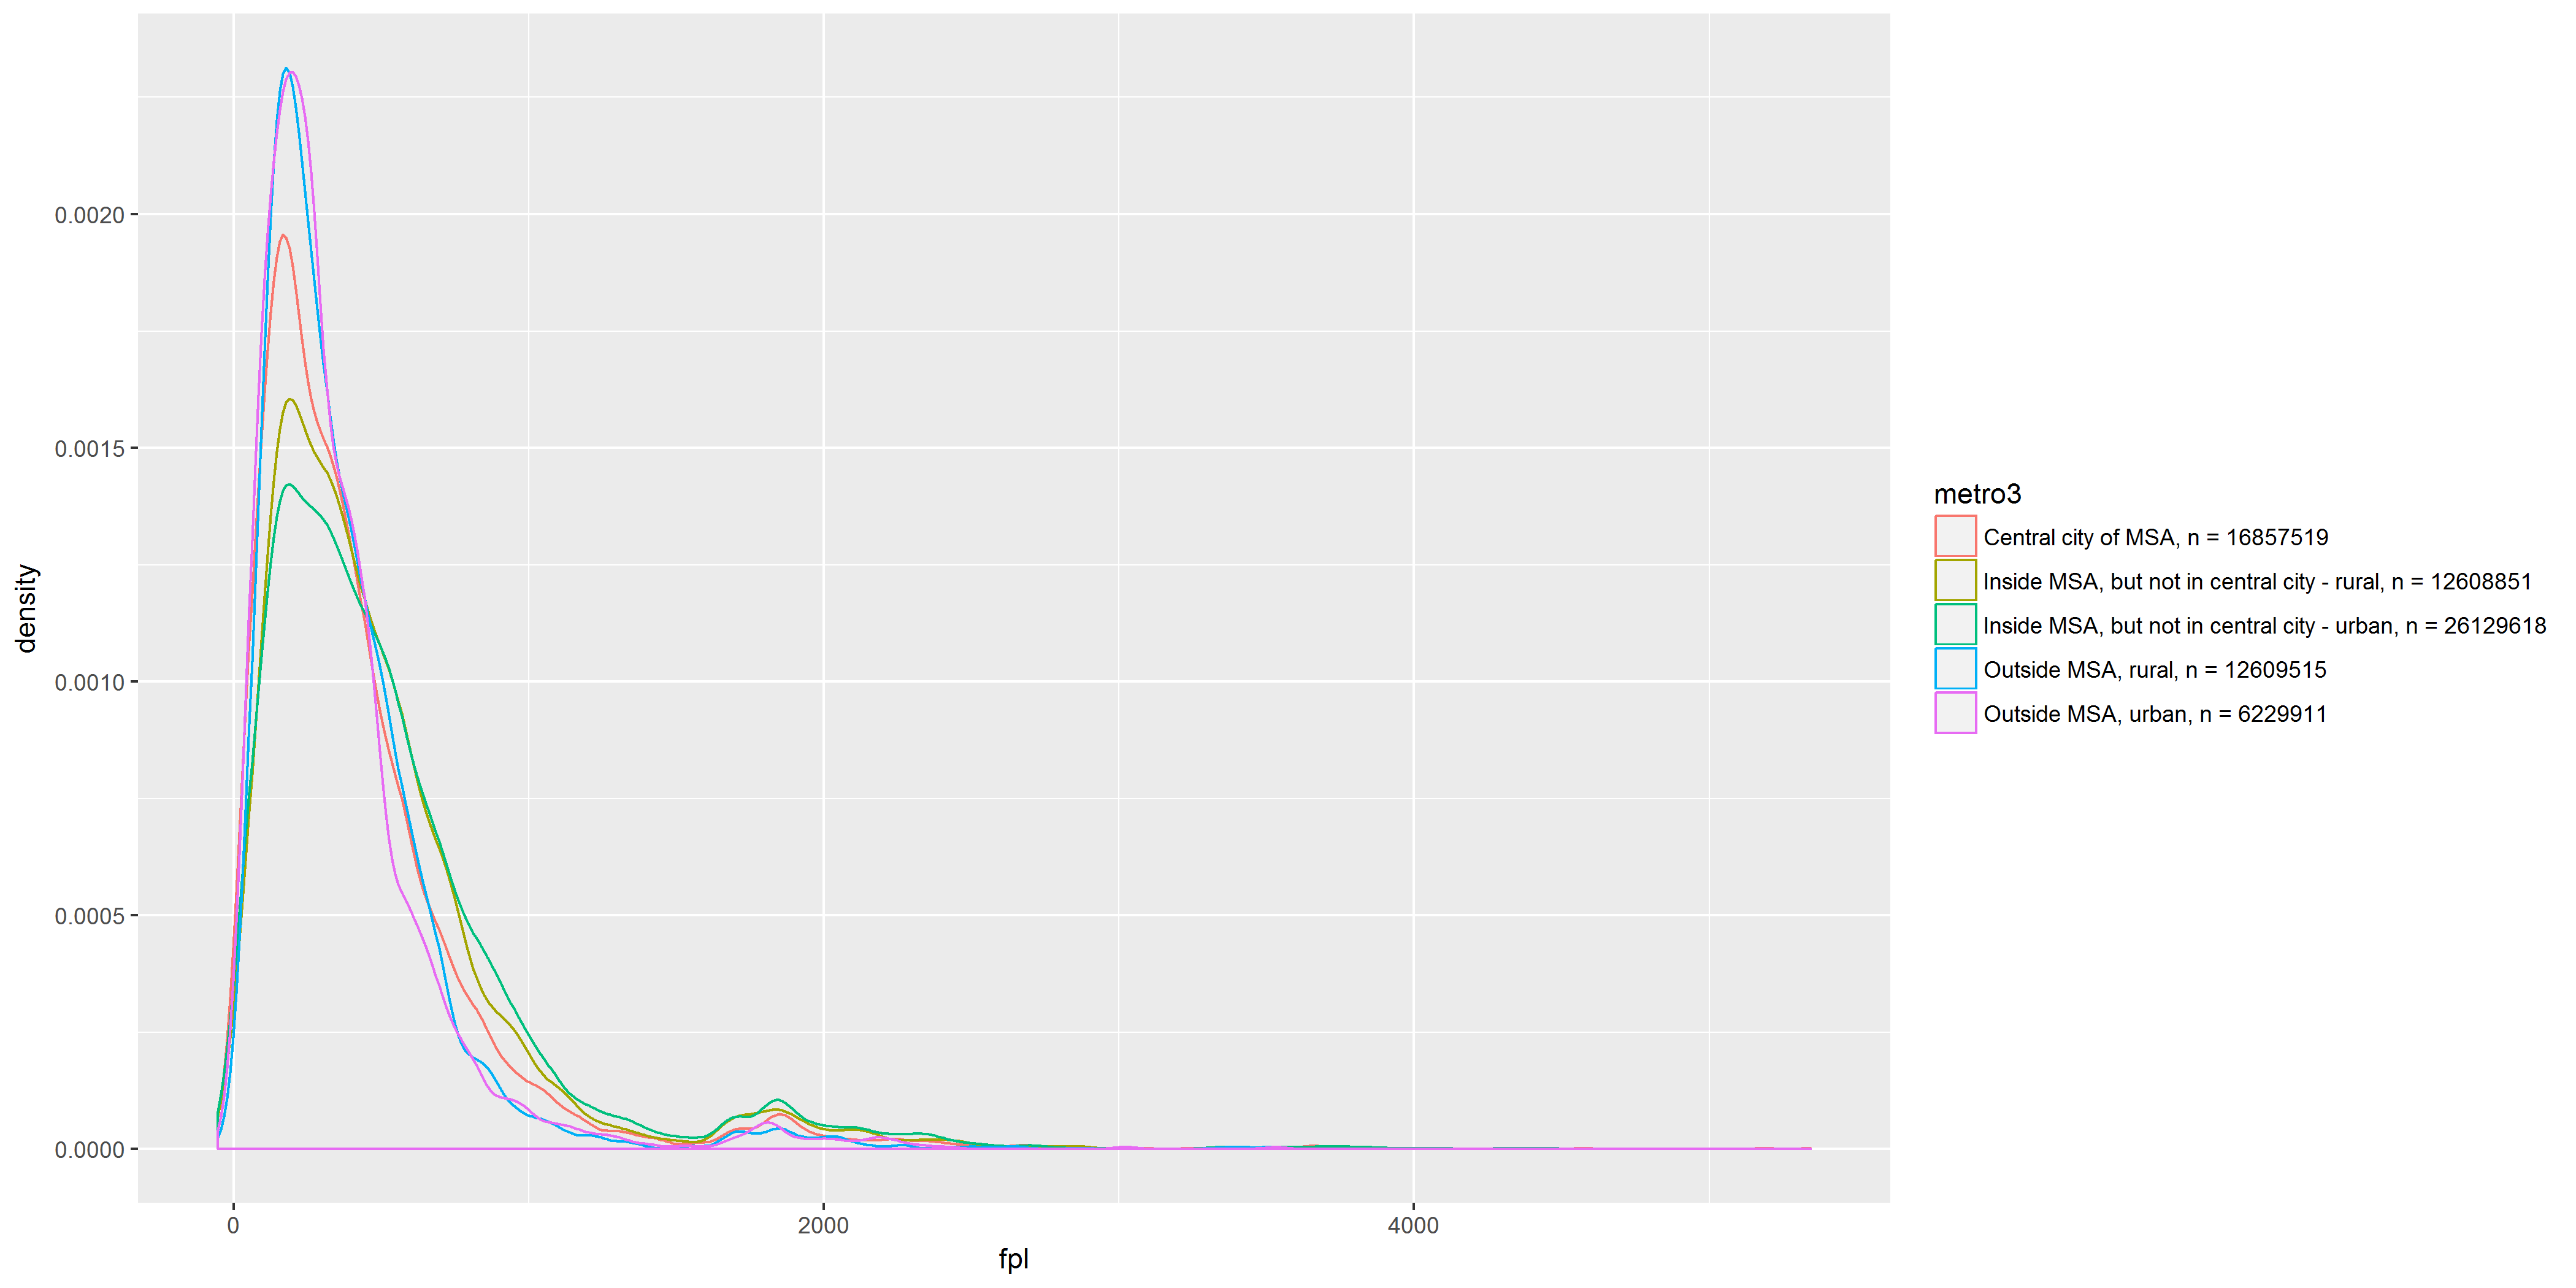 density
0.0020
0.0015
0.0010
0.0005
0.0000
0
2000
4000
fpl
metro3
Central city of MSA, n = 16857519
Inside MSA, but not in central city - rural, n = 12608851
Inside MSA, but not in central city - urban, n = 26129618
Outside MSA, rural, n = 12609515
Outside MSA, urban, n = 6229911